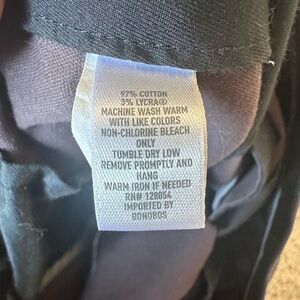 97% COTTON
3% LYCRA®
MACHINE WASH WARM
WITH LIKE COLORS
NON-CHLORINE BLEACH
ONLY
TUMBLE DRY LOW
REMOVE PROMPTLY AND
HANG
WARM IRON IF NEEDED
RN# 128054
IMPORTED BY
BONOBOS